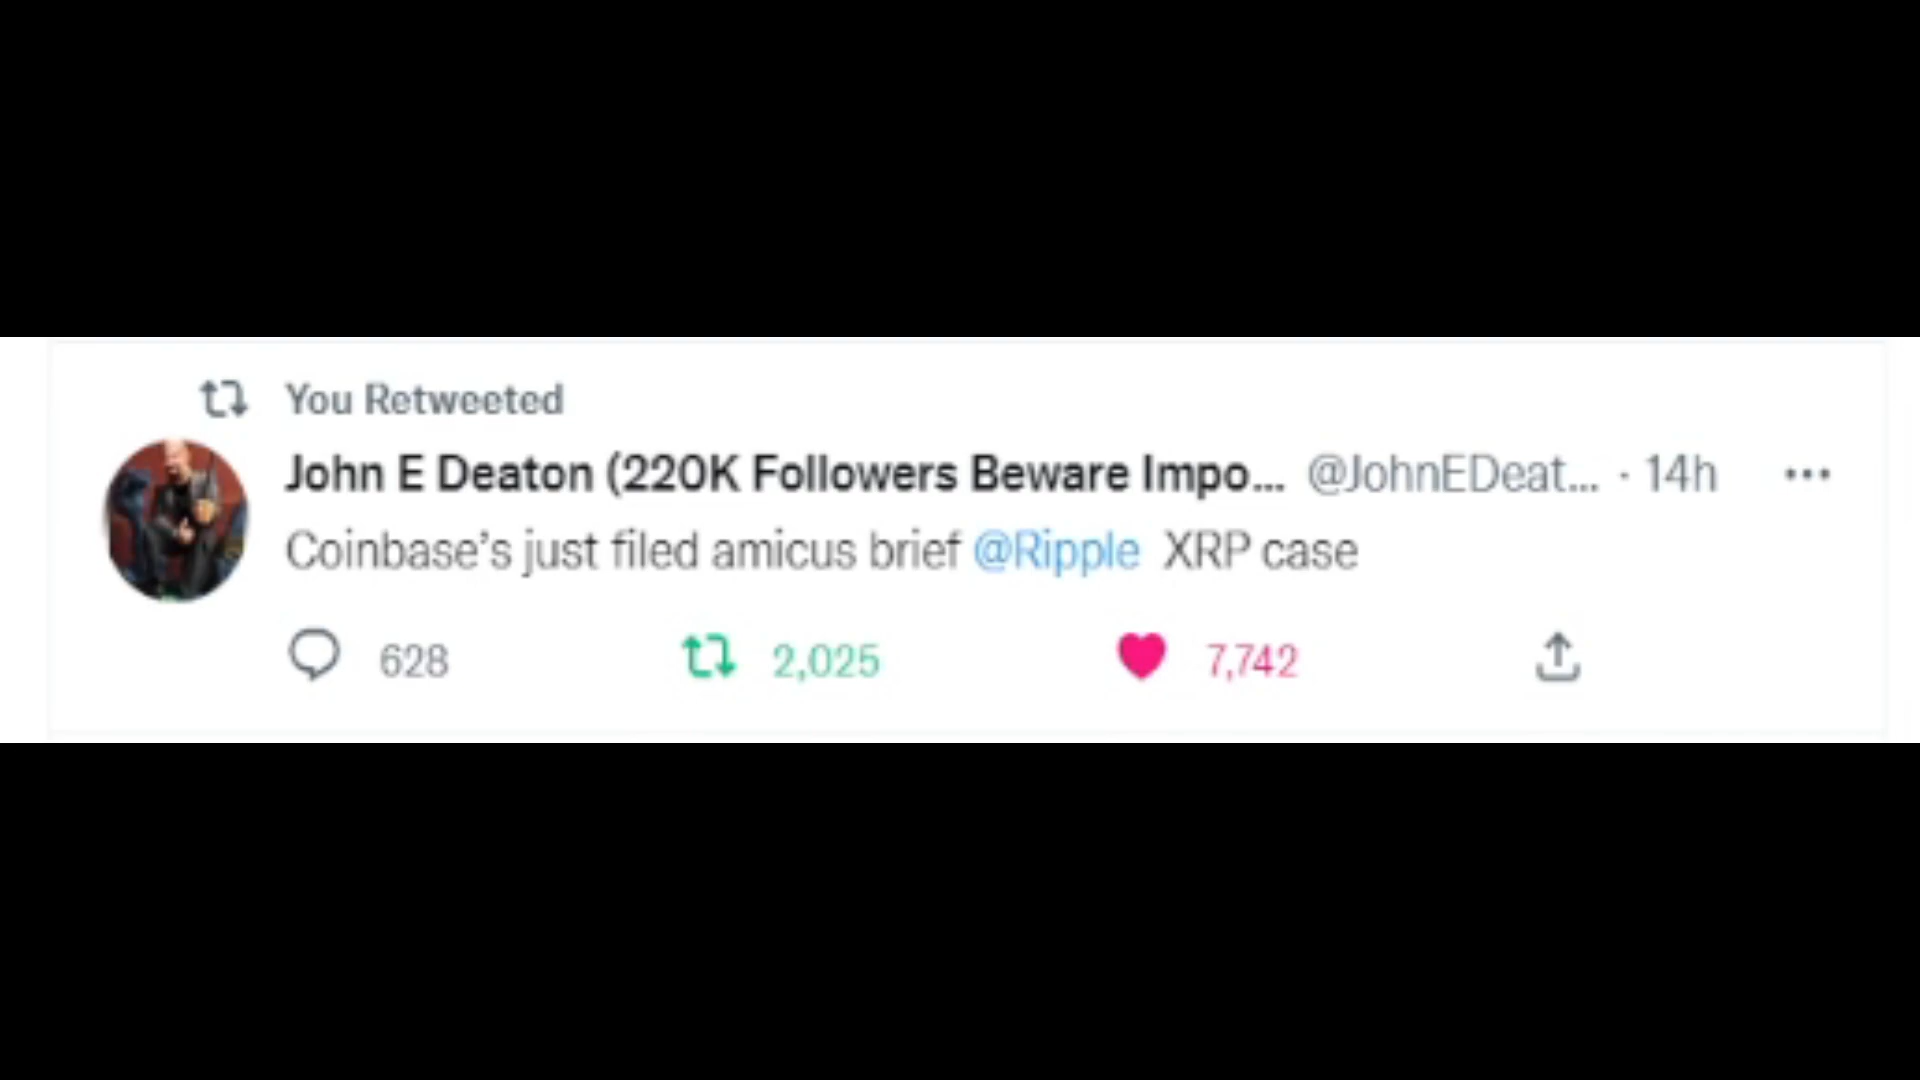 You Retweeted
John E Deaton (220K Followers Beware Impo... @JohnEDeat... · 14h
Coinbase's just filed amicus brief @Ripple XRP case
628 2,025 7,742